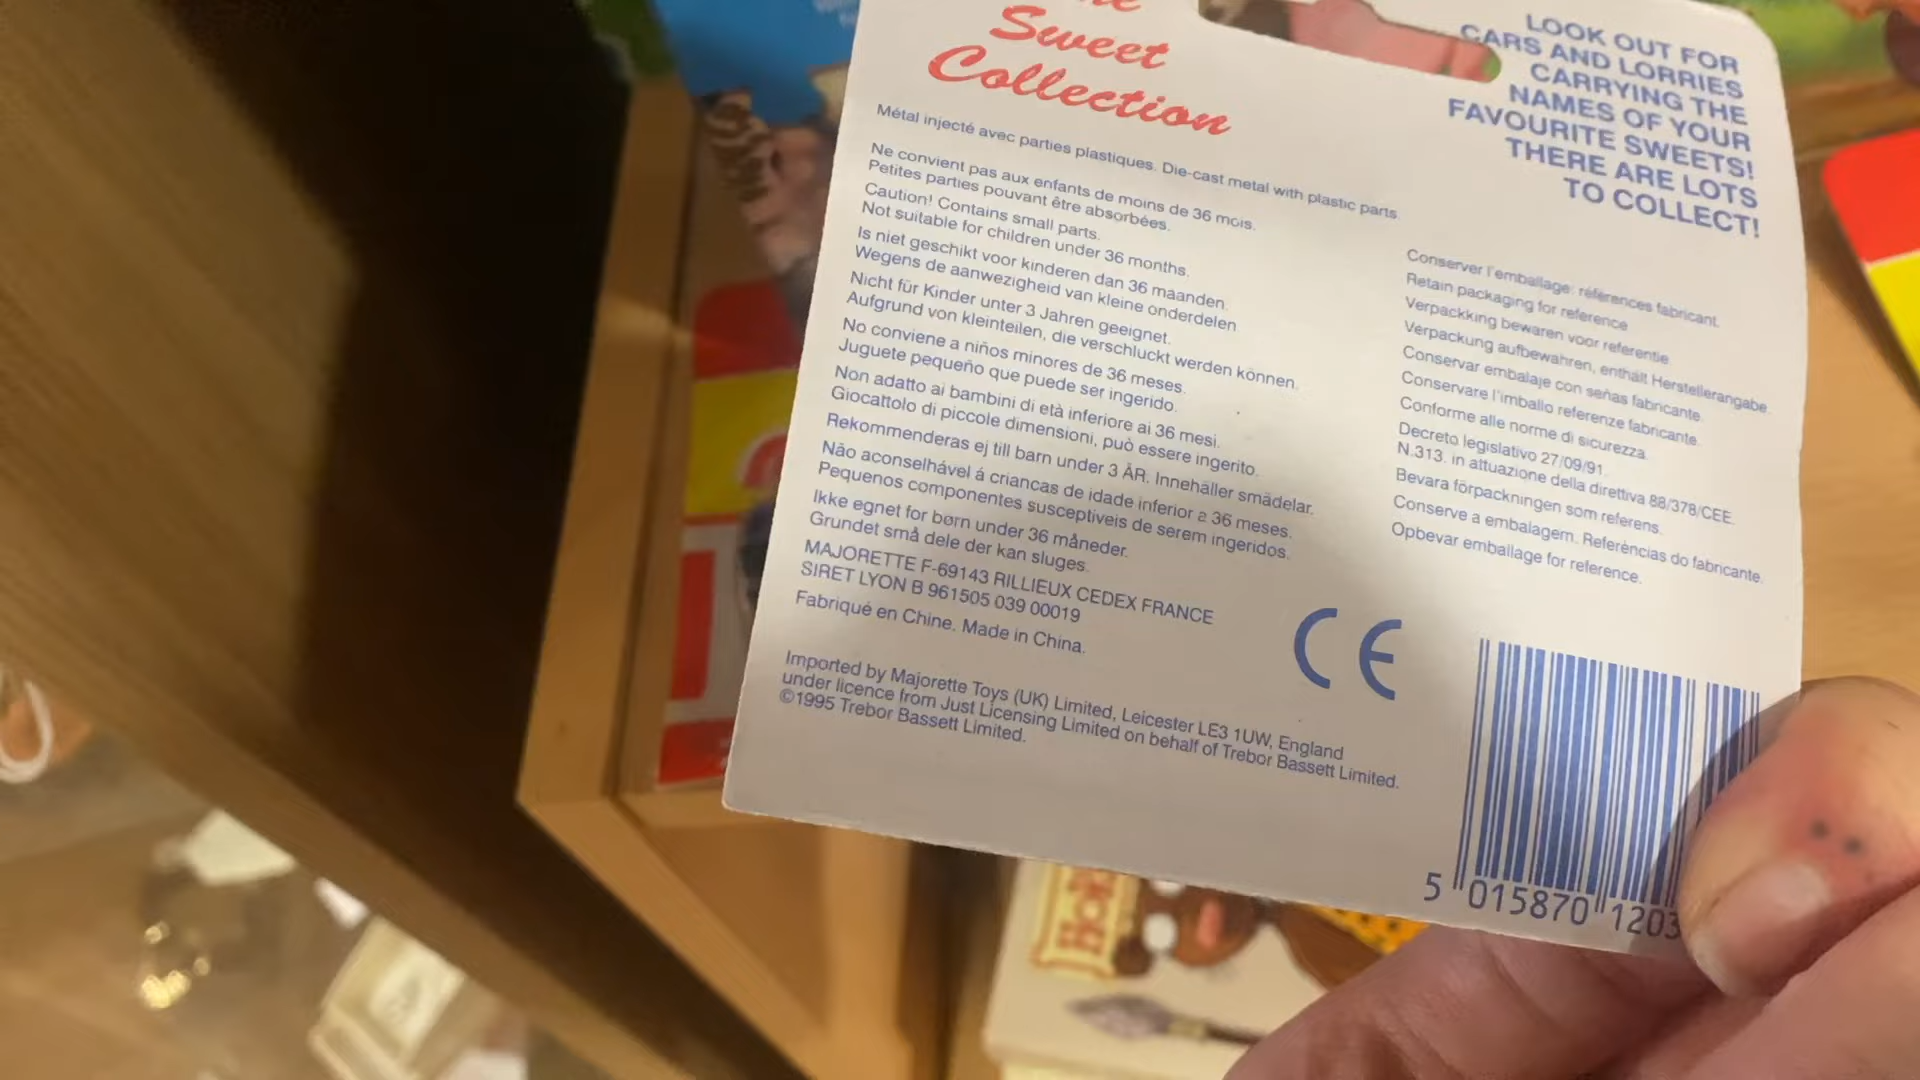 Sweet
Collection
Métal injecté avec parties plastiques. Die-cast metal with plastic parts.
Ne convient pas aux enfants de moins de 36 mois.
Petites parties pouvant être absorbées.
Caution! Contains small parts.
Not suitable for children under 36 months.
Is niet geschikt voor kinderen dan 36 maanden.
Wegens de aanwezigheid van kleine onderdelen.
Nicht für Kinder unter 3 Jahren geeignet.
Aufgrund von kleinteilen, die verschluckt werden können.
No conviene a niños minores de 36 meses.
Juguete pequeño que puede ser ingerido.
Non adatto ai bambini di età inferiore ai 36 mesi.
Giocattolo di piccole dimensioni, può essere ingerito.
Rekommenderas ej till barn under 3 ÅR. Innehåller smådelar.
Não aconselhável á criancas de idade inferior a 36 meses.
Pequenos componentes susceptiveis de serem ingeridos.
Ikke egnet for børn under 36 måneder.
Grundet små dele der kan sluges.
MAJORETTE F-69143 RILLIEUX CEDEX FRANCE
SIRET LYON B 961505 039 00019
Fabriqué en Chine. Made in China.
Imported by Majorette Toys (UK) Limited, Leicester LE3 1UW, England
under licence from Just Licensing Limited on behalf of Trebor Bassett Limited.
©1995 Trebor Bassett Limited.
LOOK OUT FOR
CARS AND LORRIES
CARRYING THE
NAMES OF YOUR
FAVOURITE SWEETS!
THERE ARE LOTS
TO COLLECT!
Conserver l'emballage: références fabricant.
Retain packaging for reference
Verpackking bewaren voor referentie.
Verpackung aufbewahren, enthält Herstellerangabe.
Conservar embalaje con señas fabricante.
Conservare l'imballo referenze fabricante.
Conforme alle norme di sicurezza.
Decreto legislativo 27/09/91.
N.313. in attuazione della direttiva 88/378/CEE.
Bevara förpackningen som referens.
Conserve a embalagem. Referências do fabricante.
Opbevar emballage for reference.
CE
5 015870 1203